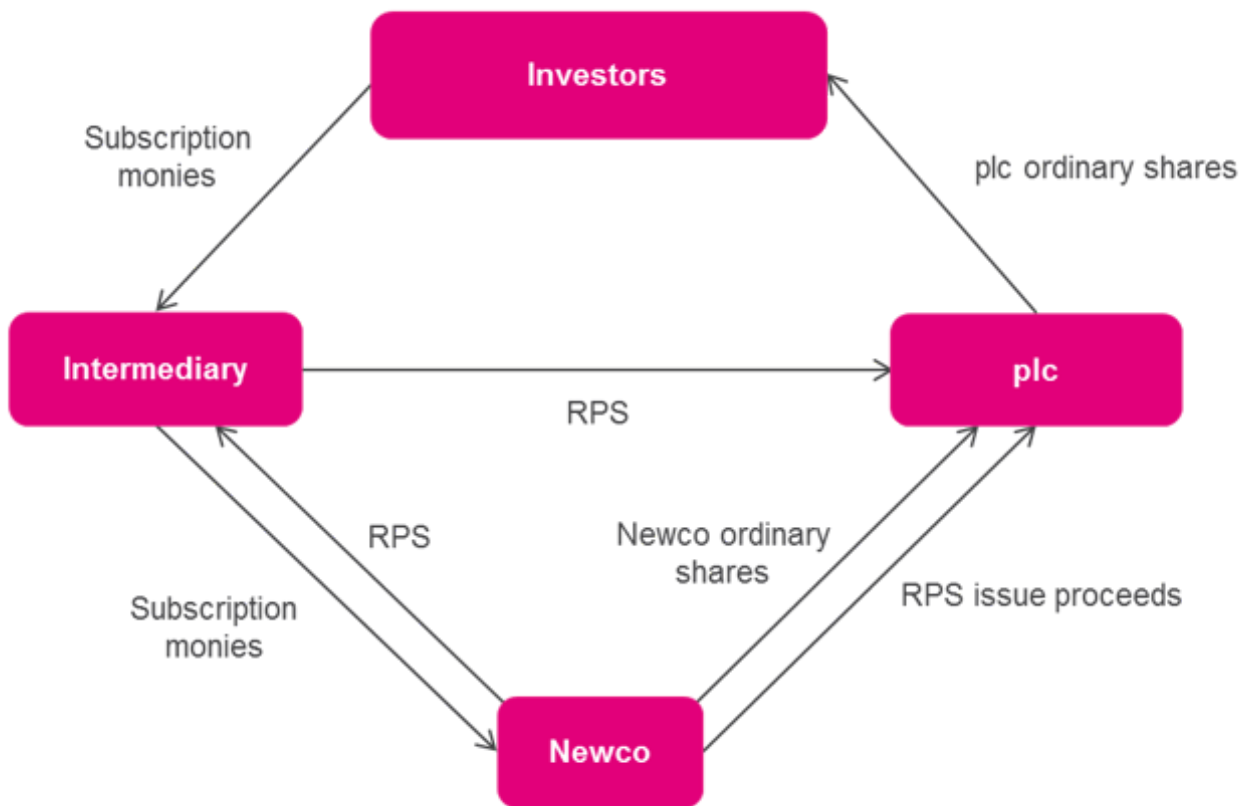 Investors
Subscription
monies
plc ordinary shares
Intermediary
plc
RPS
RPS
Newco ordinary
shares
RPS issue proceeds
Subscription
monies
Newco